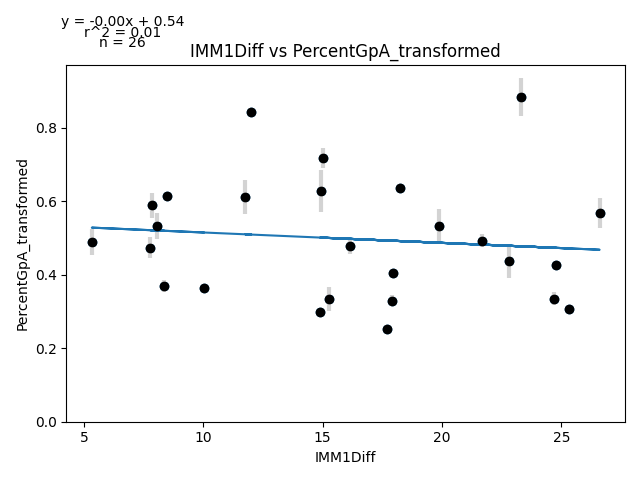 y = -0.00x + 0.54
r^2 = 0.01
n = 26
IMM1Diff vs PercentGpA_transformed
PercentGpA_transformed
0.8
0.6
0.4
0.2
0.0
5 10 15 20 25
IMM1Diff